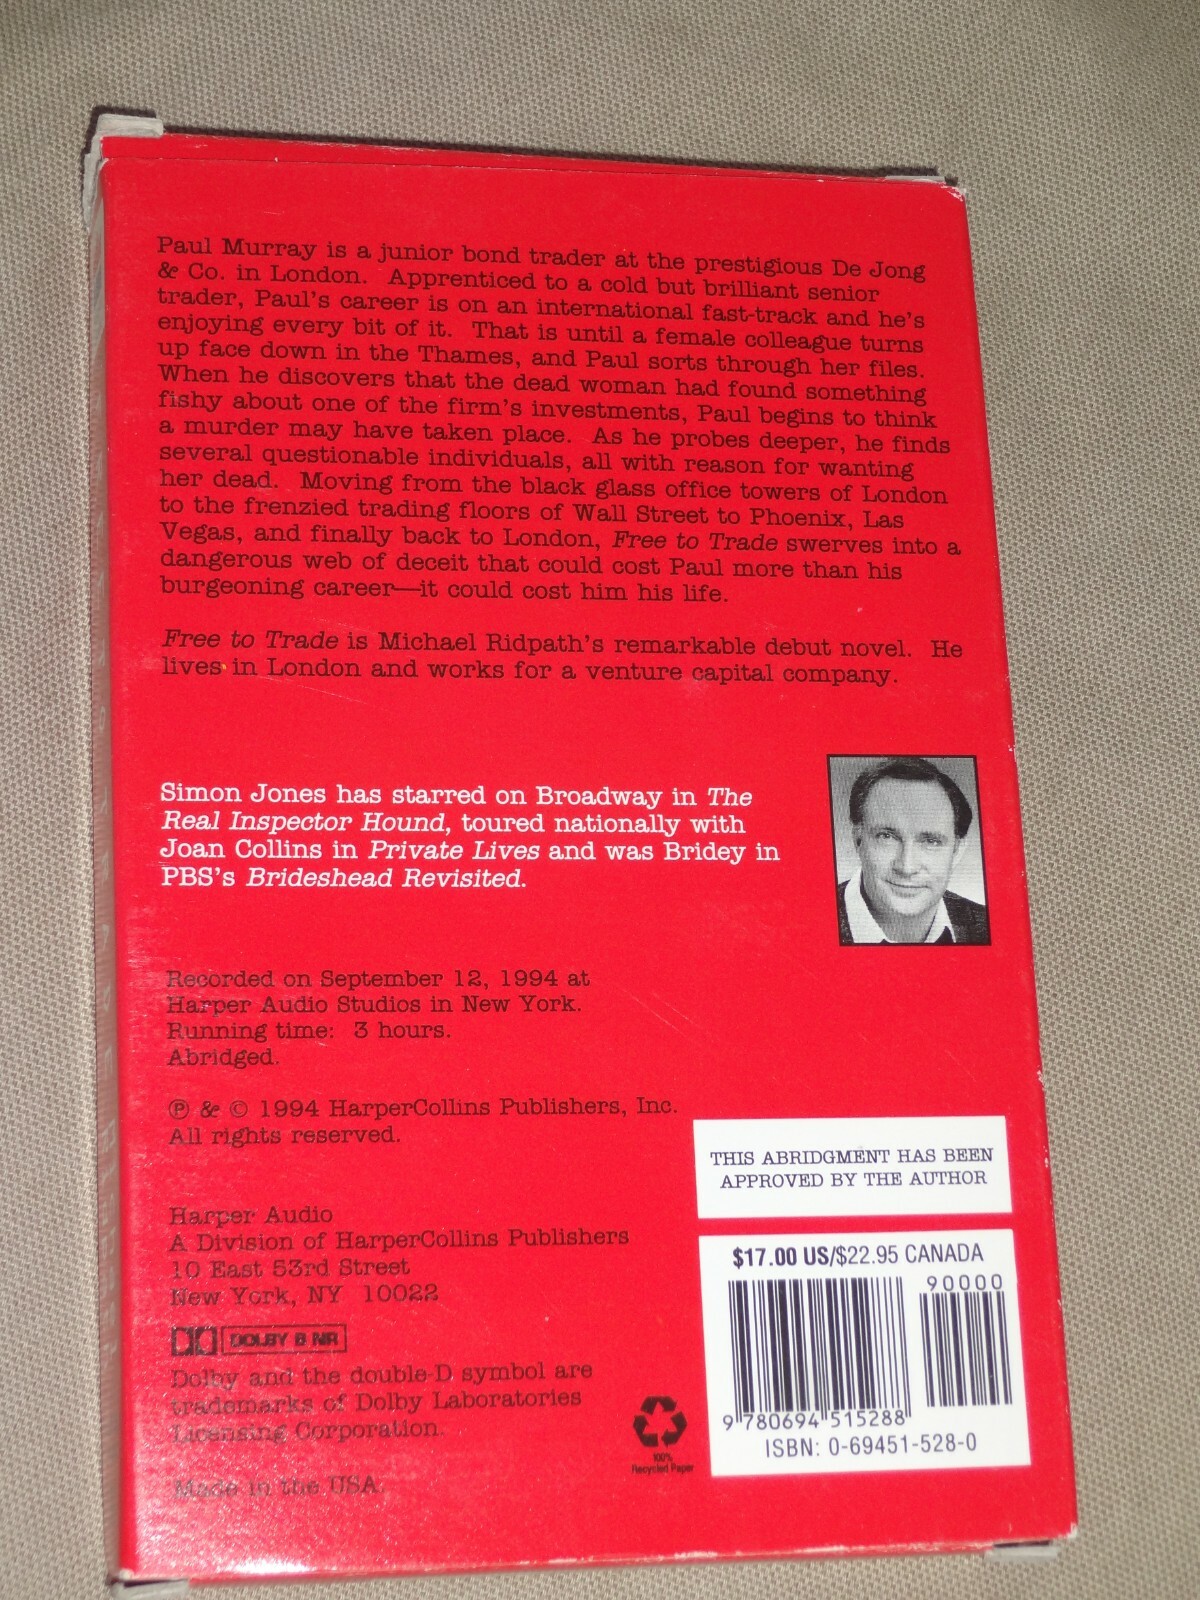 Paul Murray is a junior bond trader at the prestigious De Jong
& Co. in London. Apprenticed to a cold but brilliant senior
trader, Paul's career is on an international fast-track and he's
enjoying every bit of it. That is until a female colleague turns
up face down in the Thames, and Paul sorts through her files.
When he discovers that the dead woman had found something
fishy about one of the firm's investments, Paul begins to think
a murder may have taken place. As he probes deeper, he finds
several questionable individuals, all with reason for wanting
her dead. Moving from the black glass office towers of London
to the frenzied trading floors of Wall Street to Phoenix, Las
Vegas, and finally back to London, Free to Trade swerves into a
dangerous web of deceit that could cost Paul more than his
burgeoning career—it could cost him his life.
Free to Trade is Michael Ridpath's remarkable debut novel. He
lives in London and works for a venture capital company.
Simon Jones has starred on Broadway in The
Real Inspector Hound, toured nationally with
Joan Collins in Private Lives and was Bridey in
PBS's Brideshead Revisited.
Recorded on September 12, 1994 at
Harper Audio Studios in New York.
Running time: 3 hours.
Abridged.
℗ & © 1994 HarperCollins Publishers, Inc.
All rights reserved.
THIS ABRIDGMENT HAS BEEN
APPROVED BY THE AUTHOR
Harper Audio
A Division of HarperCollins Publishers
10 East 53rd Street
New York, NY 10022
DOLBY B NR
Dolby and the double-D symbol are
trademarks of Dolby Laboratories
Licensing Corporation.
Made in the USA.
100%
Recycled Paper
$17.00 US/$22.95 CANADA
90000
9 780694 515288
ISBN: 0-69451-528-0